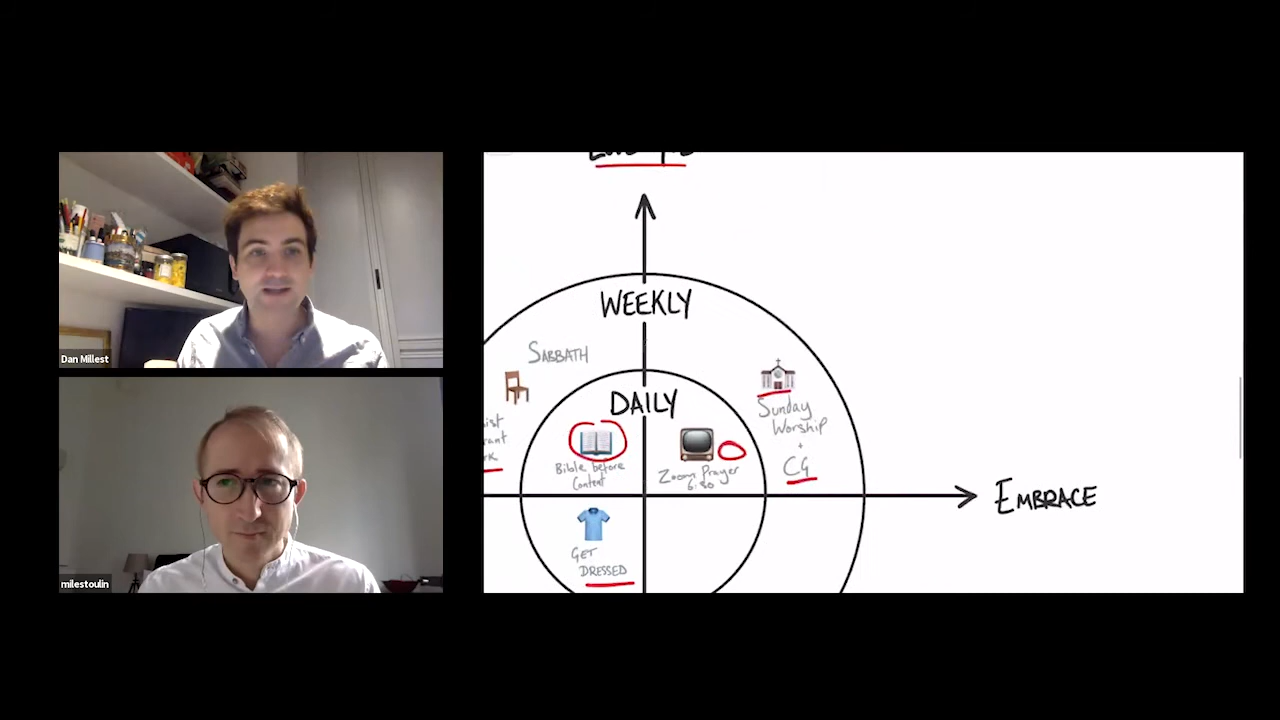 Dan Millest
milestoulin
WEEKLY
SABBATH
DAILY
Bible before
Content
Zoom Prayer
Sunday
Worship
+
CG
EMBRACE
GET
DRESSED